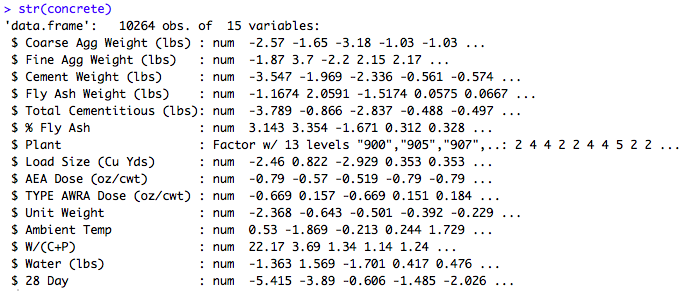 > str(concrete)
'data.frame':   10264 obs. of  15 variables:
 $ Coarse Agg Weight (lbs) : num  -2.57 -1.65 -3.18 -1.03 -1.03 ...
 $ Fine Agg Weight (lbs)   : num  -1.87 3.7 -2.2 2.15 2.17 ...
 $ Cement Weight (lbs)     : num  -3.547 -1.969 -2.336 -0.561 -0.574 ...
 $ Fly Ash Weight (lbs)    : num  -1.1674 2.0591 -1.5174 0.0575 0.0667 ...
 $ Total Cementitious (lbs): num  -3.789 -0.866 -2.837 -0.488 -0.497 ...
 $ % Fly Ash               : num  3.143 3.354 -1.671 0.312 0.328 ...
 $ Plant                   : Factor w/ 13 levels "900","905","907",..: 2 4 4 2 2 4 4 5 2 2 ...
 $ Load Size (Cu Yds)      : num  -2.46 0.822 -2.929 0.353 0.353 ...
 $ AEA Dose (oz/cwt)       : num  -0.79 -0.57 -0.519 -0.79 -0.79 ...
 $ TYPE AWRA Dose (oz/cwt) : num  -0.669 0.157 -0.669 0.151 0.184 ...
 $ Unit Weight             : num  -2.368 -0.643 -0.501 -0.392 -0.229 ...
 $ Ambient Temp            : num  0.53 -1.869 -0.213 0.244 1.729 ...
 $ W/(C+P)                 : num  22.17 3.69 1.34 1.14 1.24 ...
 $ Water (lbs)             : num  -1.363 1.569 -1.701 0.417 0.476 ...
 $ 28 Day                  : num  -5.415 -3.89 -0.606 -1.485 -2.026 ...